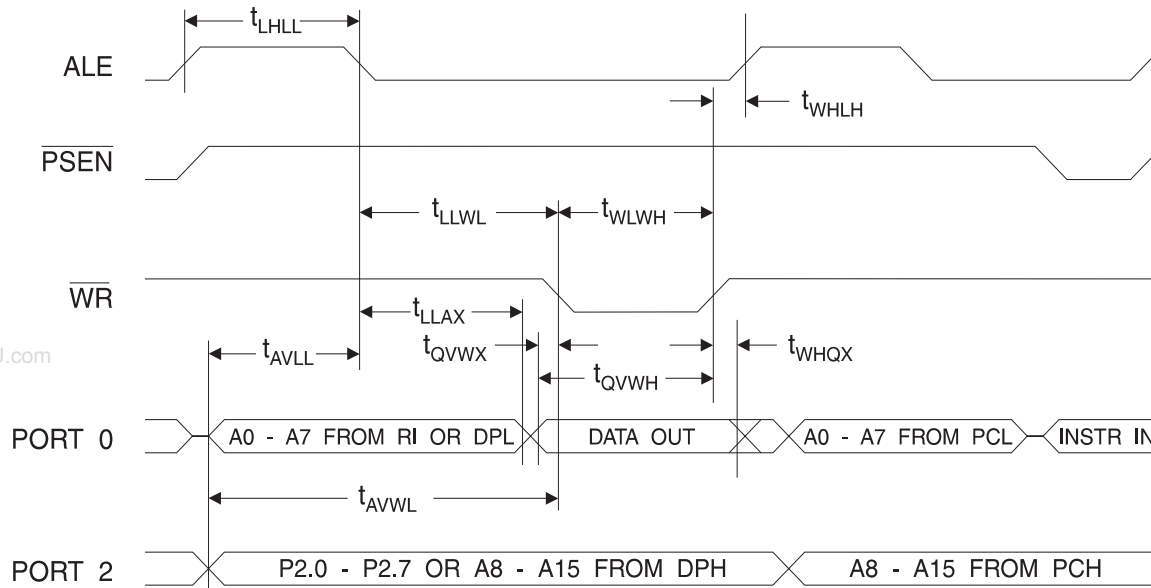 tLHLL
ALE
tWHLH
PSEN
tLLWL
tWLWH
WR
tLLAX
tAVLL
tQVWX
tWHQX
tQVWH
J.com
PORT 0
A0 - A7 FROM RI OR DPL
DATA OUT
A0 - A7 FROM PCL
INSTR IN
tAVWL
PORT 2
P2.0 - P2.7 OR A8 - A15 FROM DPH
A8 - A15 FROM PCH